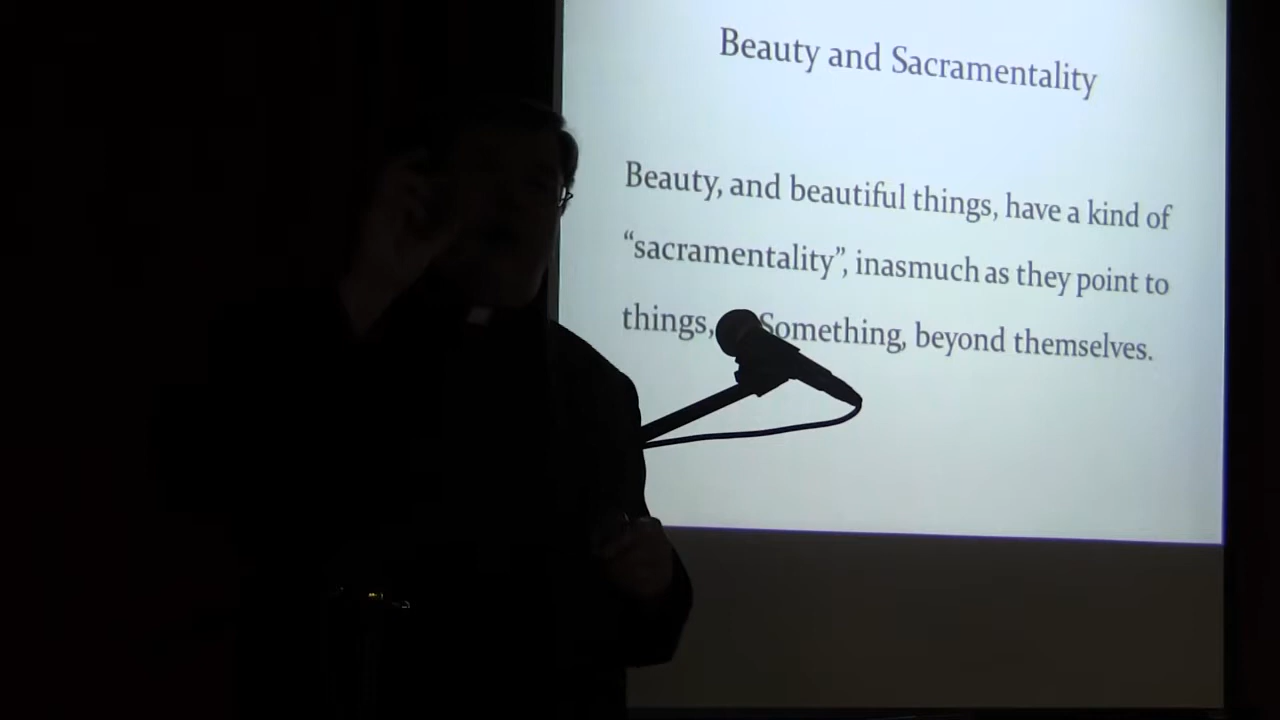 Beauty and Sacramentality
Beauty, and beautiful things, have a kind of
“sacramentality”, inasmuch as they point to
things, Something, beyond themselves.